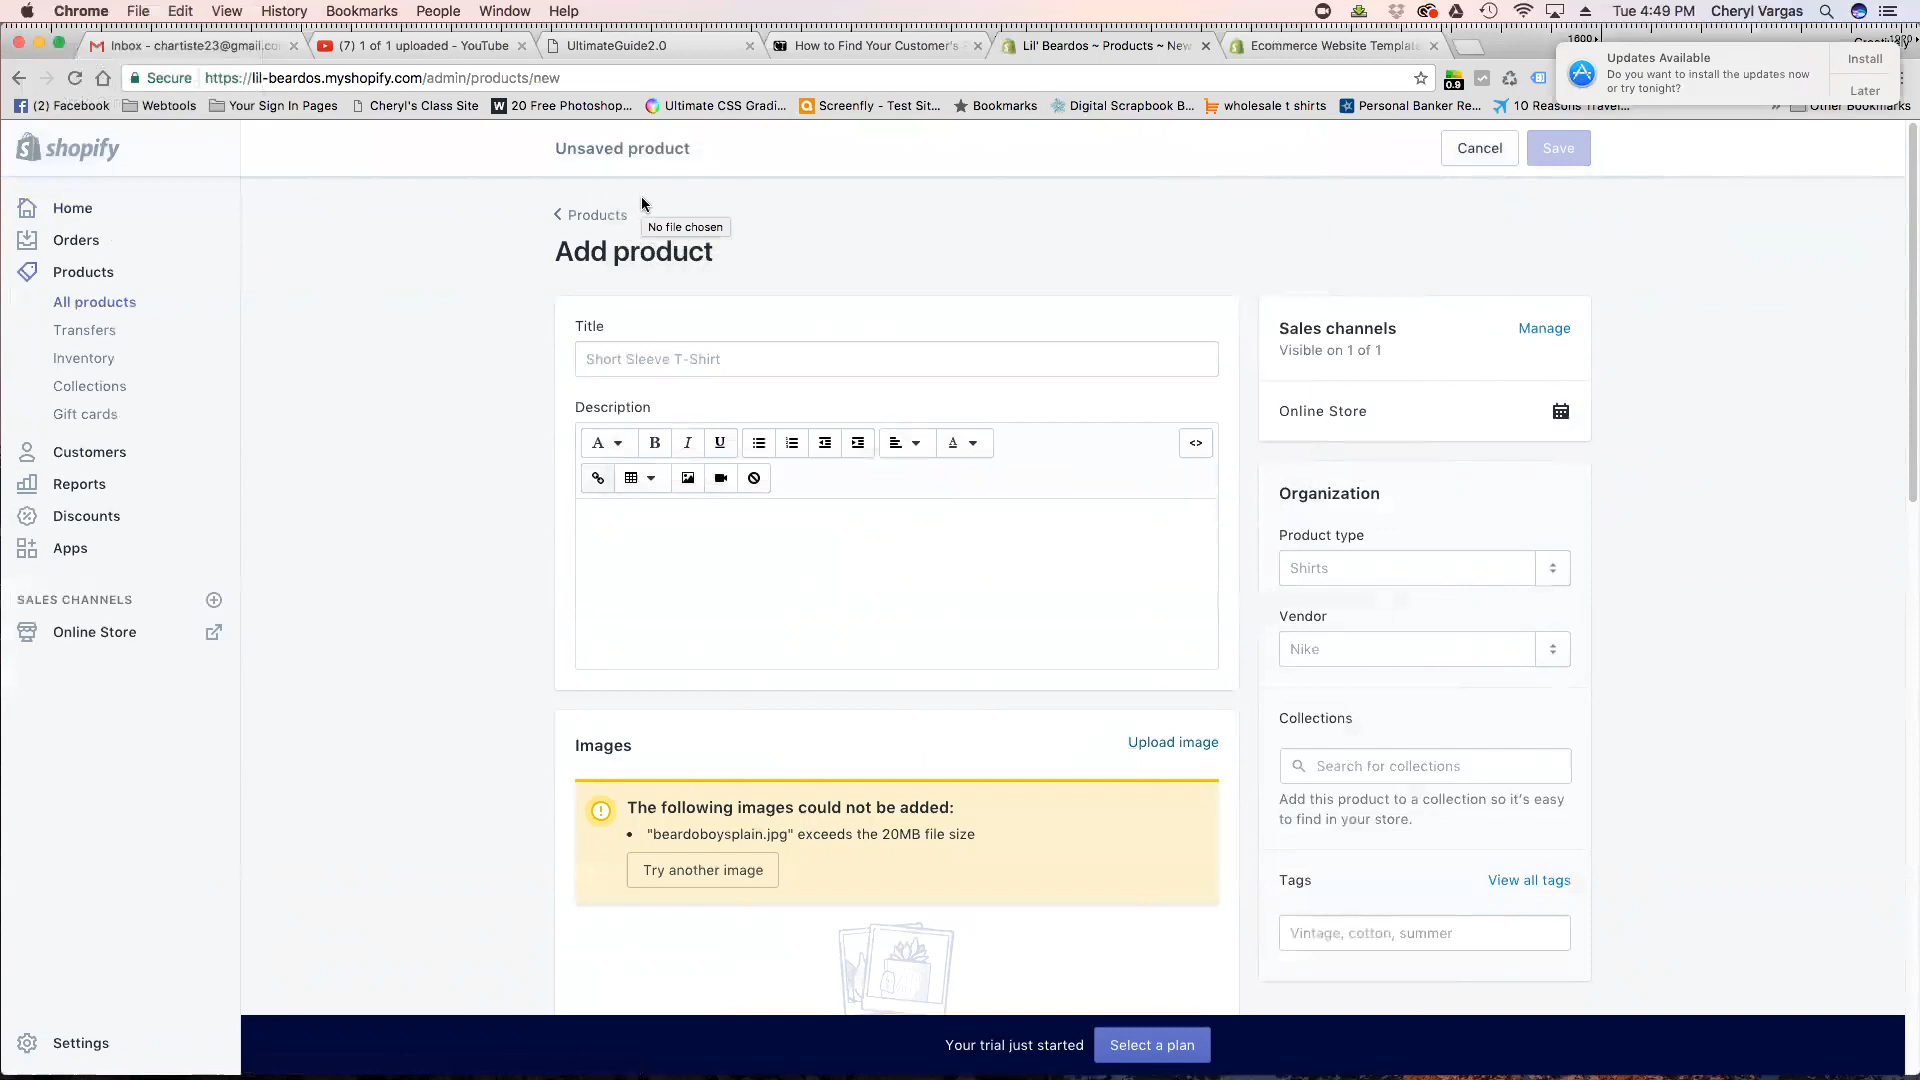 Chrome File Edit View History Bookmarks People Window Help
Tue 4:49 PM Cheryl Vargas
Inbox - chartiste23@gmail.co
(7) 1 of 1 uploaded - YouTube
UltimateGuide2.0
How to Find Your Customer's
Lil' Beardos ~ Products ~ New
Ecommerce Website Template
Secure https://lil-beardos.myshopify.com/admin/products/new
0.9
Updates Available
Do you want to install the updates now
or try tonight?
Install
Later
(2) Facebook Webtools Your Sign In Pages Cheryl's Class Site 20 Free Photoshop... Ultimate CSS Gradi... Screenfly - Test Sit... Bookmarks Digital Scrapbook B... wholesale t shirts Personal Banker Re... 10 Reasons Travel... Other Bookmarks
shopify
Unsaved product
Cancel
Save
Home
Orders
Products
All products
Transfers
Inventory
Collections
Gift cards
Customers
Reports
Discounts
Apps
SALES CHANNELS
Online Store
Settings
Products
No file chosen
Add product
Title
Short Sleeve T-Shirt
Description
A B I U A <>
Images
Upload image
The following images could not be added:
"beardoboysplain.jpg" exceeds the 20MB file size
Try another image
Sales channels
Manage
Visible on 1 of 1
Online Store
Organization
Product type
Shirts
Vendor
Nike
Collections
Search for collections
Add this product to a collection so it's easy
to find in your store.
Tags
View all tags
Vintage, cotton, summer
Your trial just started
Select a plan